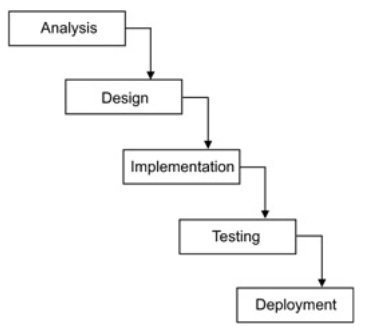 Analysis
Design
Implementation
Testing
Deployment